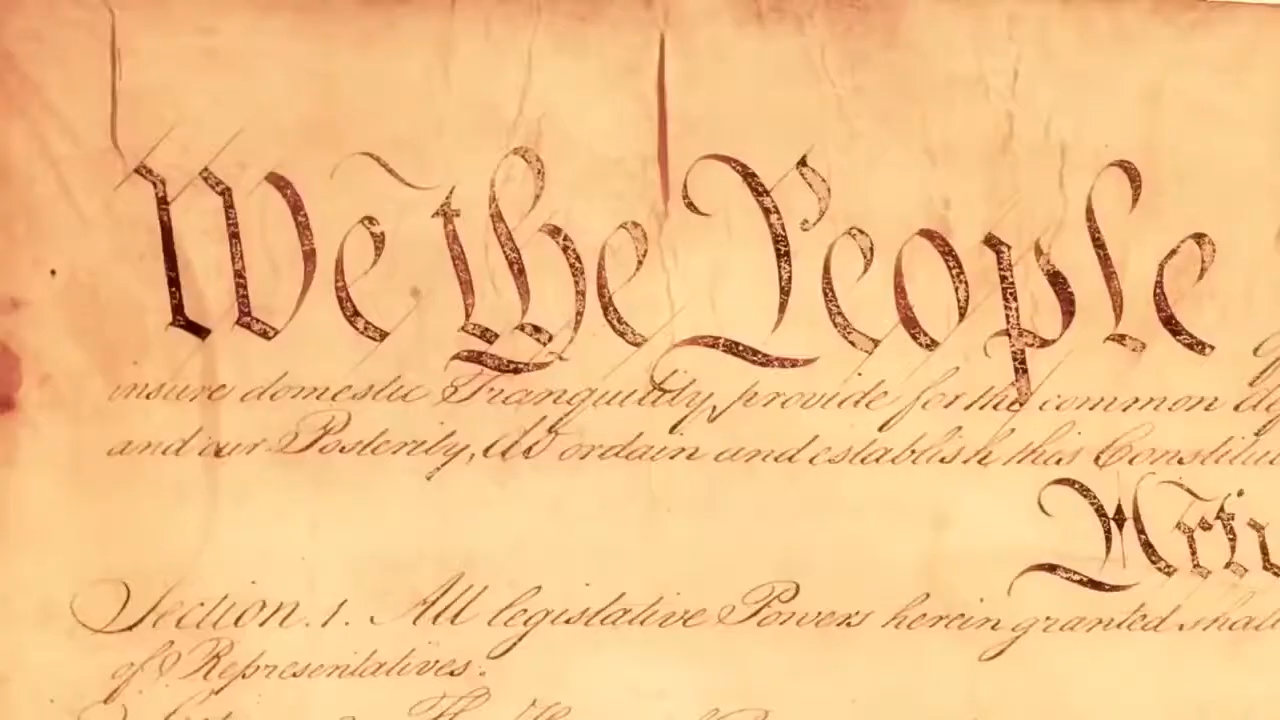 We the People
insure domestic Tranquility, provide for the common
and our Posterity, do ordain and establish this
Section. 1. All legislative Powers herein granted shall
of Representatives.